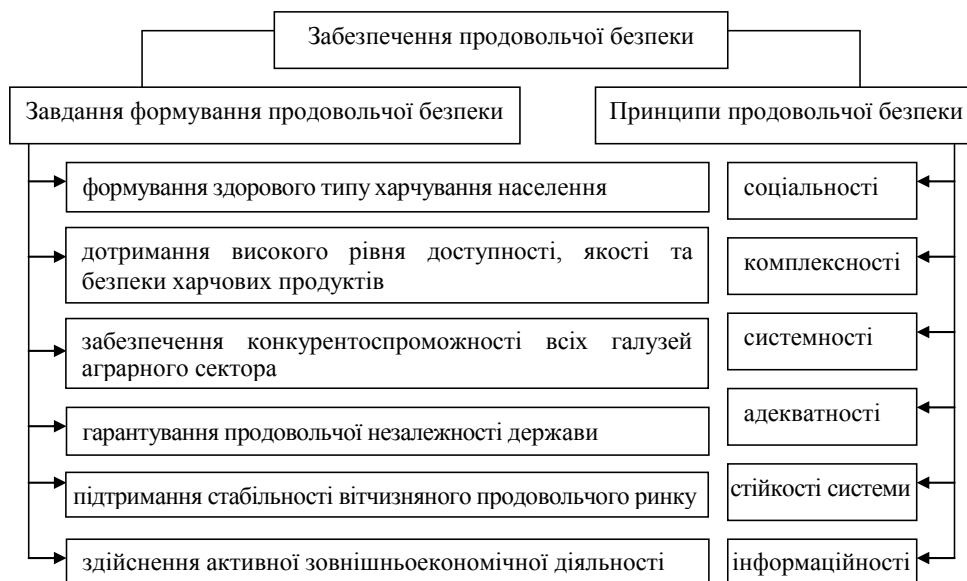 Забезпечення продовольчої безпеки
Завдання формування продовольчої безпеки
Принципи продовольчої безпеки
формування здорового типу харчування населення
дотримання високого рівня доступності, якості та
безпеки харчових продуктів
забезпечення конкурентоспроможності всіх галузей
аграрного сектора
гарантування продовольчої незалежності держави
підтримання стабільності вітчизняного продовольчого ринку
здійснення активної зовнішньоекономічної діяльності
соціальності
комплексності
системності
адекватності
стійкості системи
інформаційності